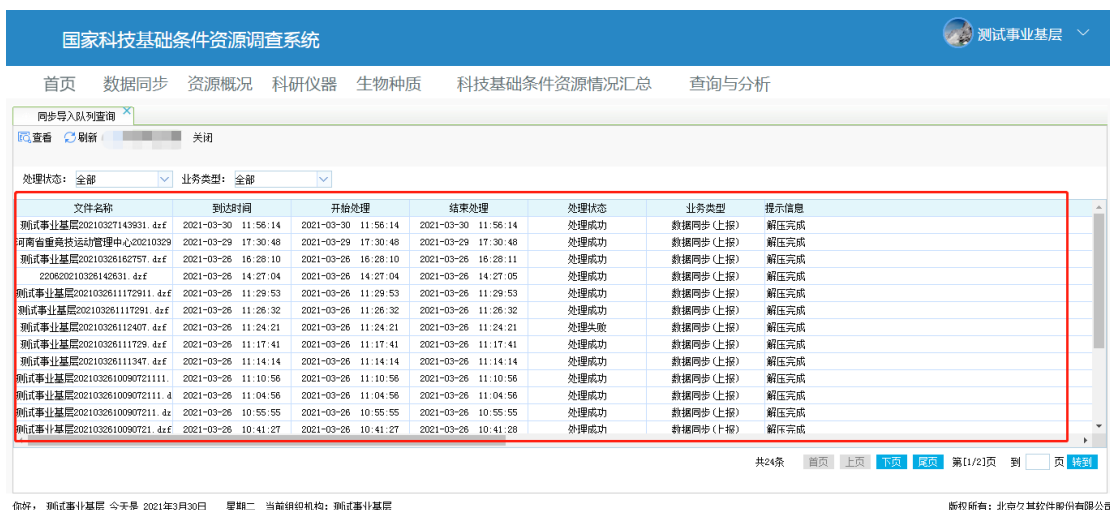 国家科技基础条件资源调查系统
测试事业基层
首页 数据同步 资源概况 科研仪器 生物种质 科技基础条件资源情况汇总 查询与分析
同步导入队列查询
查看 刷新 关闭
处理状态： 全部 业务类型： 全部
文件名称 到达时间 开始处理 结束处理 处理状态 业务类型 提示信息
测试事业基层20210327143931.dzf 2021-03-30 11:56:14 2021-03-30 11:56:14 2021-03-30 11:56:14 处理成功 数据同步(上报) 解压完成
河南省重竞技运动管理中心20210329 2021-03-29 17:30:48 2021-03-29 17:30:48 2021-03-29 17:30:48 处理成功 数据同步(上报) 解压完成
测试事业基层20210326162757.dzf 2021-03-26 16:28:10 2021-03-26 16:28:10 2021-03-26 16:28:11 处理成功 数据同步(上报) 解压完成
220620210326142631.dzf 2021-03-26 14:27:04 2021-03-26 14:27:04 2021-03-26 14:27:05 处理成功 数据同步(上报) 解压完成
测试事业基层2021032611172911.dzf 2021-03-26 11:29:53 2021-03-26 11:29:53 2021-03-26 11:29:53 处理成功 数据同步(上报) 解压完成
测试事业基层202103261117291.dzf 2021-03-26 11:26:32 2021-03-26 11:26:32 2021-03-26 11:26:32 处理成功 数据同步(上报) 解压完成
测试事业基层20210326112407.dzf 2021-03-26 11:24:21 2021-03-26 11:24:21 2021-03-26 11:24:21 处理失败 数据同步(上报) 解压完成
测试事业基层20210326111729.dzf 2021-03-26 11:17:41 2021-03-26 11:17:41 2021-03-26 11:17:41 处理成功 数据同步(上报) 解压完成
测试事业基层20210326111347.dzf 2021-03-26 11:14:14 2021-03-26 11:14:14 2021-03-26 11:14:14 处理成功 数据同步(上报) 解压完成
测试事业基层2021032610090721111. 2021-03-26 11:10:56 2021-03-26 11:10:56 2021-03-26 11:10:56 处理成功 数据同步(上报) 解压完成
测试事业基层202103261009072111.d 2021-03-26 11:04:56 2021-03-26 11:04:56 2021-03-26 11:04:56 处理成功 数据同步(上报) 解压完成
测试事业基层20210326100907211.dz 2021-03-26 10:55:55 2021-03-26 10:55:55 2021-03-26 10:55:55 处理成功 数据同步(上报) 解压完成
测试事业基层2021032610090721.dzf 2021-03-26 10:41:27 2021-03-26 10:41:27 2021-03-26 10:41:28 处理成功 数据同步(上报) 解压完成
共24条 首页 上页 下页 尾页 第[1/2]页 到 页 转到
你好， 测试事业基层 今天是 2021年3月30日 星期二 当前组织机构: 测试事业基层 版权所有: 北京久其软件股份有限公司